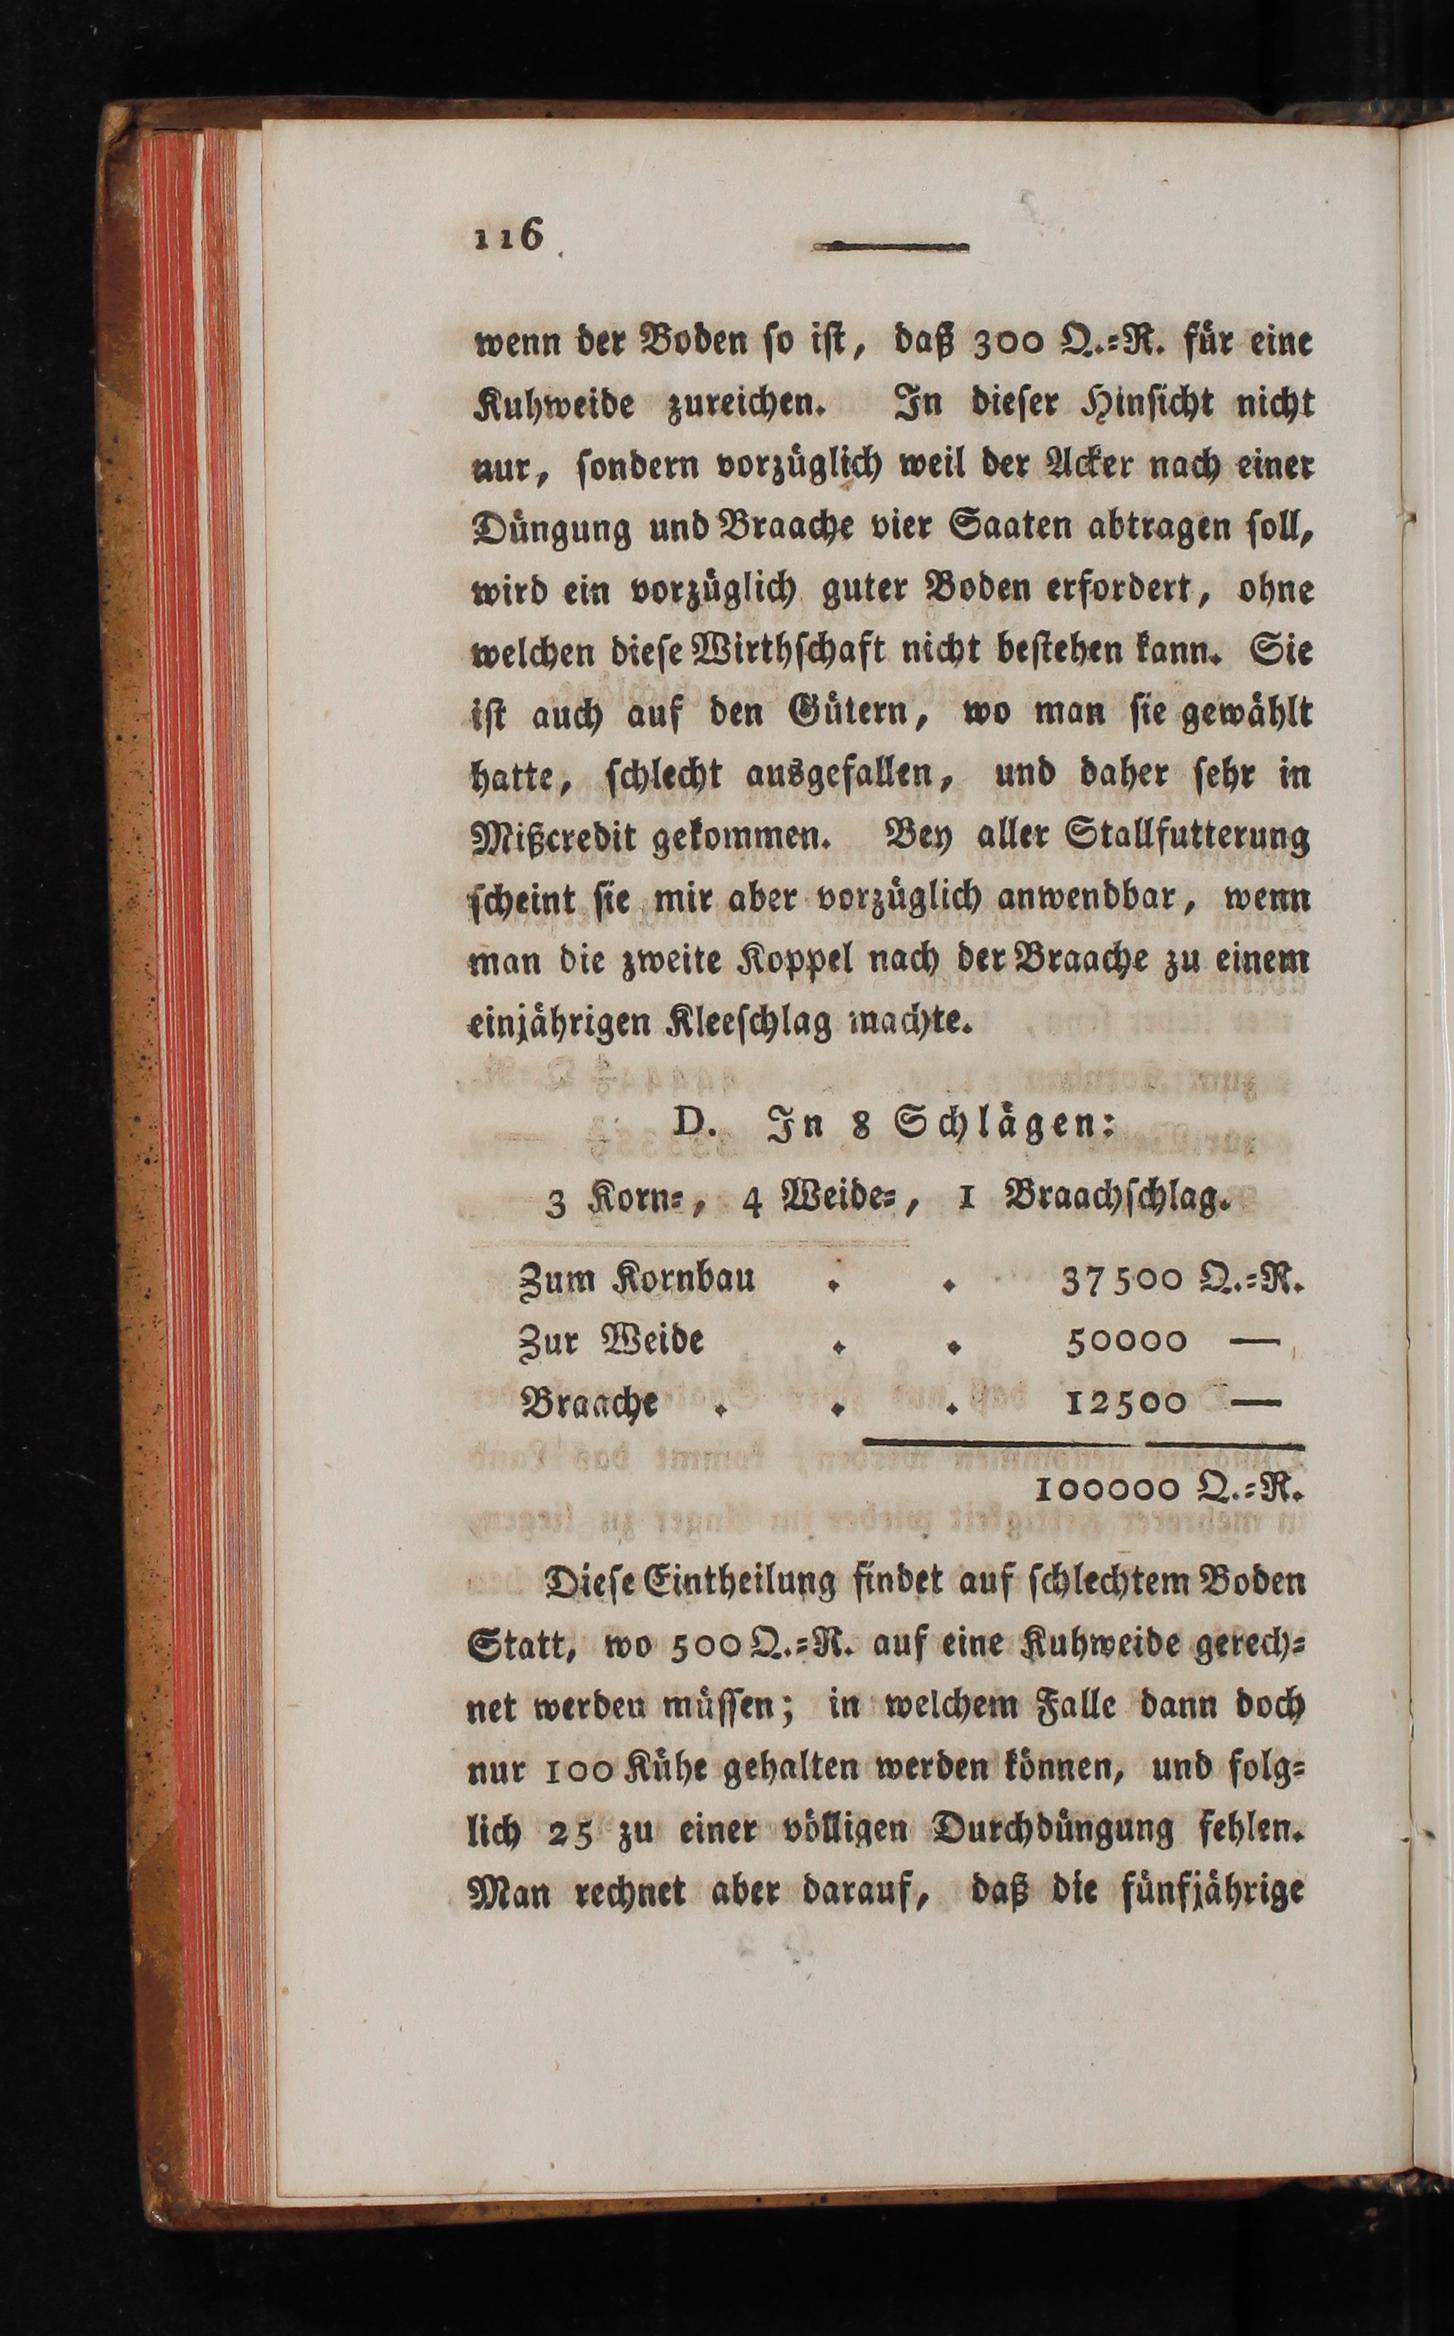 116
wenn der Boden so ist, daß 300 Q.=R. für eine
Kuhweide zureichen. In dieser Hinsicht nicht
nur, sondern vorzüglich weil der Acker nach einer
Düngung und Braache vier Saaten abtragen soll,
wird ein vorzüglich guter Boden erfordert, ohne
welchen diese Wirthschaft nicht bestehen kann. Sie
ist auch auf den Gütern, wo man sie gewählt
hatte, schlecht ausgefallen, und daher sehr in
Mißcredit gekommen. Bey aller Stallfutterung
scheint sie mir aber vorzüglich anwendbar, wenn
man die zweite Koppel nach der Braache zu einem
einjährigen Kleeschlag machte.
D. In 8 Schlägen:
3 Korn=, 4 Weide=, 1 Braachschlag.
Zum Kornbau . . 37500 Q.=R.
Zur Weide . . 50000 —
Braache . . . 12500 —
100000 Q.=R.
Diese Eintheilung findet auf schlechtem Boden
Statt, wo 500 Q.=R. auf eine Kuhweide gerech=
net werden müssen; in welchem Falle dann doch
nur 100 Kühe gehalten werden können, und folg=
lich 25 zu einer völligen Durchdüngung fehlen.
Man rechnet aber darauf, daß die fünfjährige